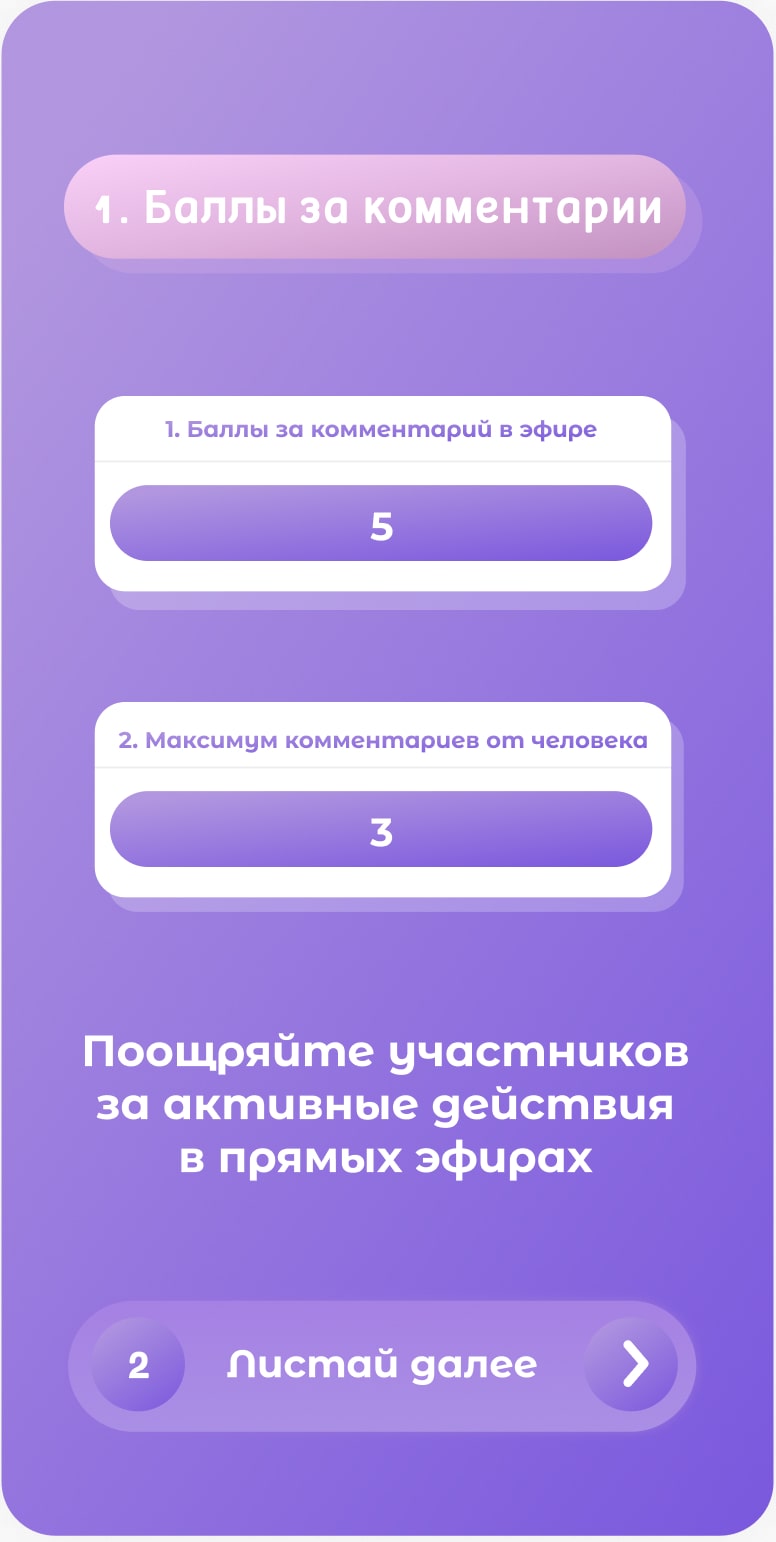 1. Баллы за комментарии
1. Баллы за комментарий в эфире
5
2. Максимум комментариев от человека
3
Поощряйте участников
за активные действия
в прямых эфирах
2 Листай далее